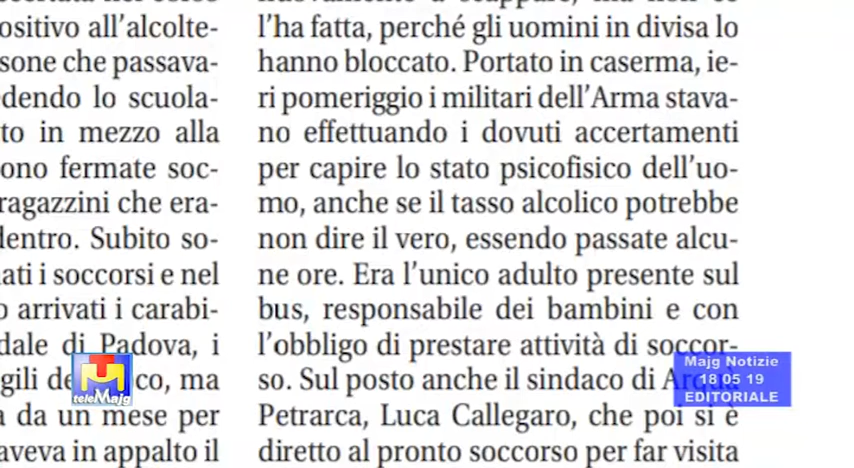 ositivo all'alcolte-
sone che passava-
dendo lo scuola-
to in mezzo alla
ono fermate soc-
ragazzini che era-
dentro. Subito so-
ati i soccorsi e nel
o arrivati i carabi-
dale di Padova, i
gili de co, ma
a da un mese per
aveva in appalto il
l'ha fatta, perché gli uomini in divisa lo
hanno bloccato. Portato in caserma, ie-
ri pomeriggio i militari dell'Arma stava-
no effettuando i dovuti accertamenti
per capire lo stato psicofisico dell'uo-
mo, anche se il tasso alcolico potrebbe
non dire il vero, essendo passate alcu-
ne ore. Era l'unico adulto presente sul
bus, responsabile dei bambini e con
l'obbligo di prestare attività di soccor-
so. Sul posto anche il sindaco di Arquà
Petrarca, Luca Callegaro, che poi si è
diretto al pronto soccorso per far visita
teleMajg
Majg Notizie
18 05 19
EDITORIALE